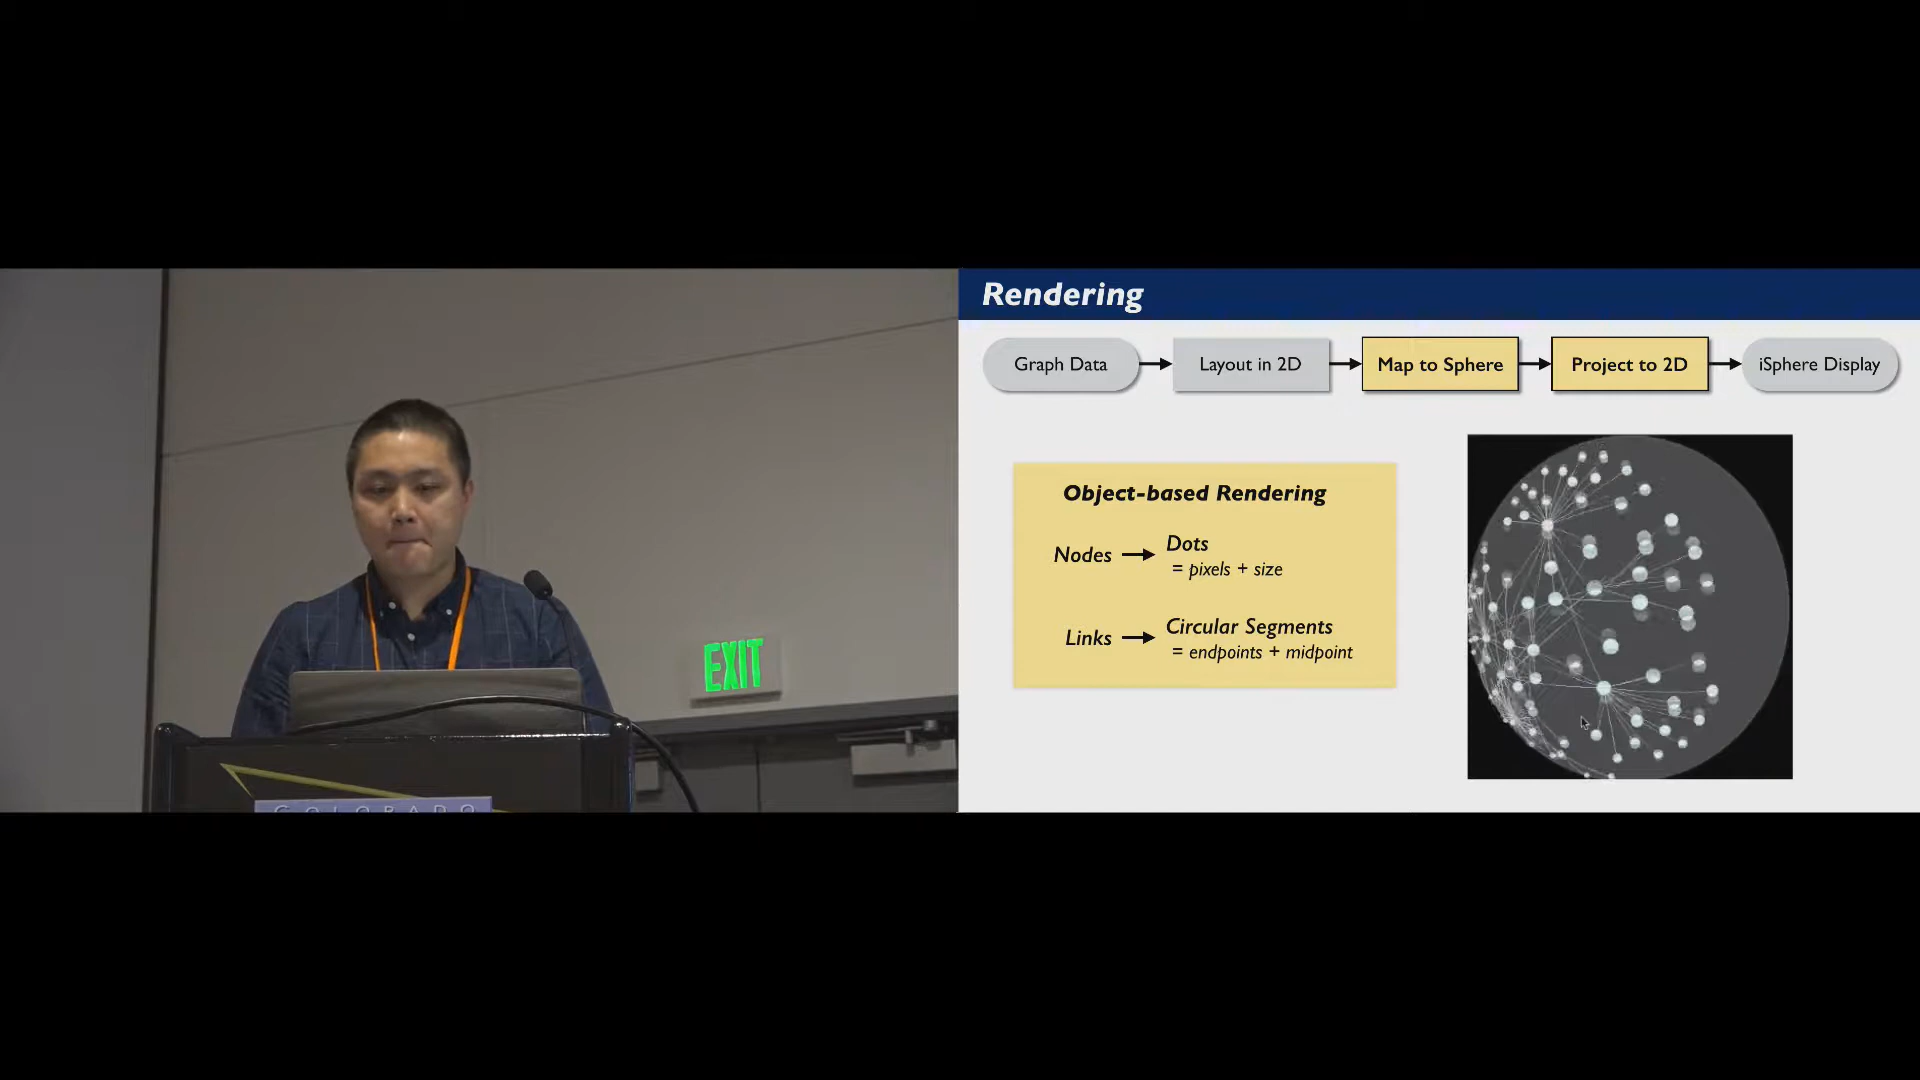 Rendering
Graph Data
Layout in 2D
Map to Sphere
Project to 2D
iSphere Display
Object-based Rendering
Nodes
Dots
= pixels + size
Links
Circular Segments
= endpoints + midpoint
EXIT
COLORADO